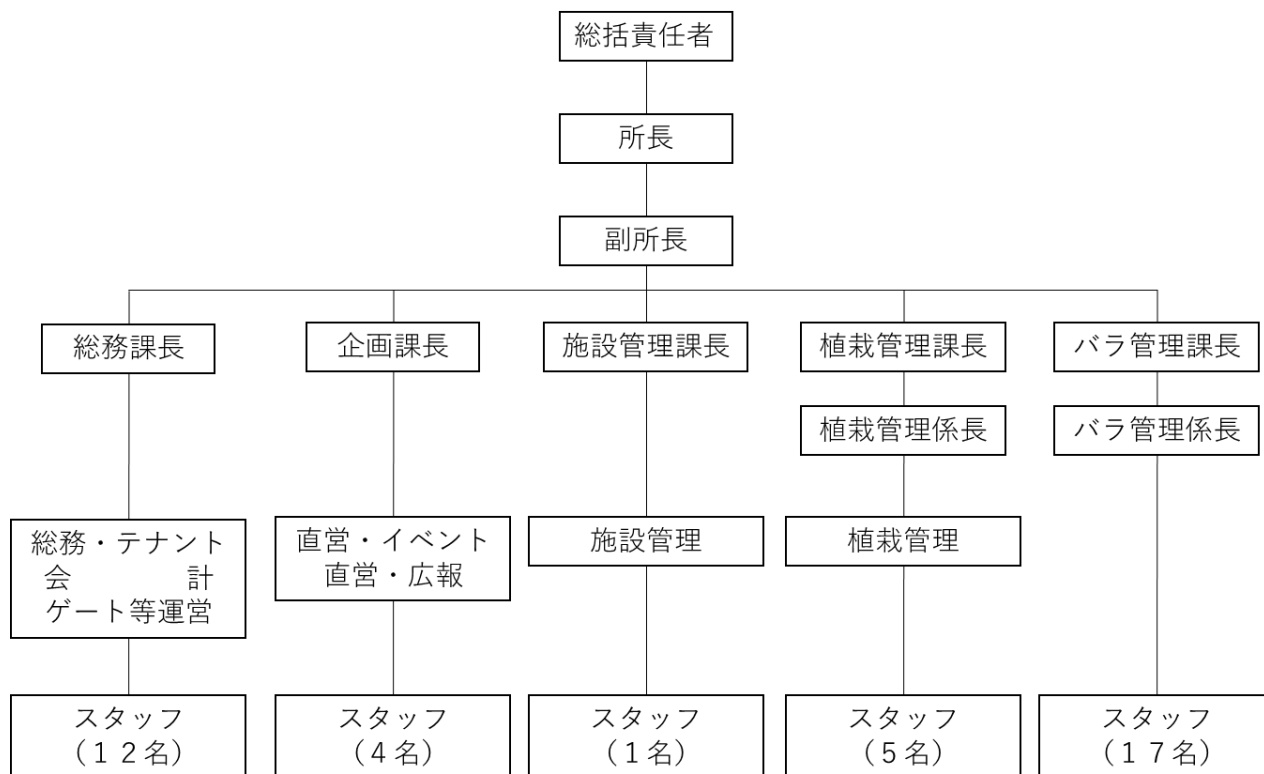 総括責任者
所長
副所長
総務課長
企画課長
施設管理課長
植栽管理課長
バラ管理課長
植栽管理係長
バラ管理係長
総務・テナント
会　　　　計
ゲート等運営
直営・イベント
直営・広報
施設管理
植栽管理
スタッフ
（１２名）
スタッフ
（４名）
スタッフ
（１名）
スタッフ
（５名）
スタッフ
（１７名）